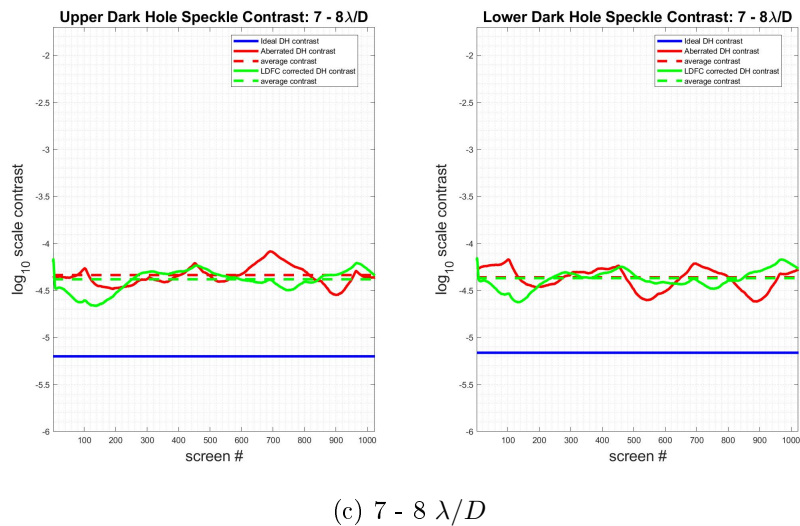 Upper Dark Hole Speckle Contrast: 7 - 8λ/D
Ideal DH contrast
Aberrated DH contrast
average contrast
LDFC corrected DH contrast
average contrast
-2
-2.5
-3
-3.5
-4
-4.5
-5
-5.5
-6
log10 scale contrast
100 200 300 400 500 600 700 800 900 1000
screen #
Lower Dark Hole Speckle Contrast: 7 - 8λ/D
Ideal DH contrast
Aberrated DH contrast
average contrast
LDFC corrected DH contrast
average contrast
-2
-2.5
-3
-3.5
-4
-4.5
-5
-5.5
-6
log10 scale contrast
100 200 300 400 500 600 700 800 900 1000
screen #
(c) 7 - 8 λ/D